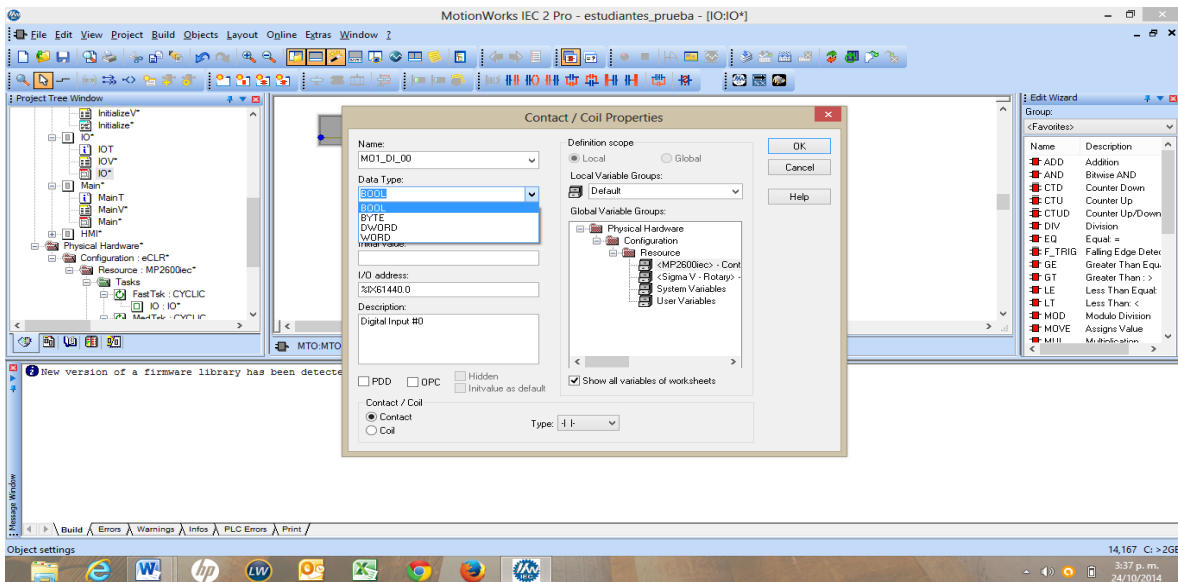 MotionWorks IEC 2 Pro - estudiantes_prueba - [IO:IO*]
File Edit View Project Build Objects Layout Online Extras Window ?
Project Tree Window
InitializeV*
Initialize*
IO*
IOT
IOV*
IO*
Main*
MainT
MainV*
Main*
HMI*
Physical Hardware*
Configuration : eCLR*
Resource : MP2600iec*
Tasks
FastTsk : CYCLIC
IO : IO*
MedTsk : CYCLIC
MTO:MTO
Contact / Coil Properties
Name:
MO1_DI_00
Data Type:
BOOL
BOOL
BYTE
DWORD
WORD
Initial value:
I/O address:
%IX61440.0
Description:
Digital Input #0
PDD
OPC
Hidden
Initvalue as default
Contact / Coil
Contact
Coil
Type: ┤ ├
Definition scope
Local
Global
Local Variable Groups:
Default
Global Variable Groups:
Physical Hardware
Configuration
Resource
<MP2600iec> - Cont
<Sigma V - Rotary> -
System Variables
User Variables
Show all variables of worksheets
OK
Cancel
Help
Edit Wizard
Group:
<Favorites>
Name Description
ADD Addition
AND Bitwise AND
CTD Counter Down
CTU Counter Up
CTUD Counter Up/Down
DIV Division
EQ Equal: =
F_TRIG Falling Edge Detec
GE Greater Than Equ
GT Greater Than : >
LE Less Than Equal:
LT Less Than: <
MOD Modulo Division
MOVE Assigns Value
MUL Multiplication
New version of a firmware library has been detecte
Message Window
Build Errors Warnings Infos PLC Errors Print
Object settings
14,167 C: >2GB
3:37 p. m.
24/10/2014